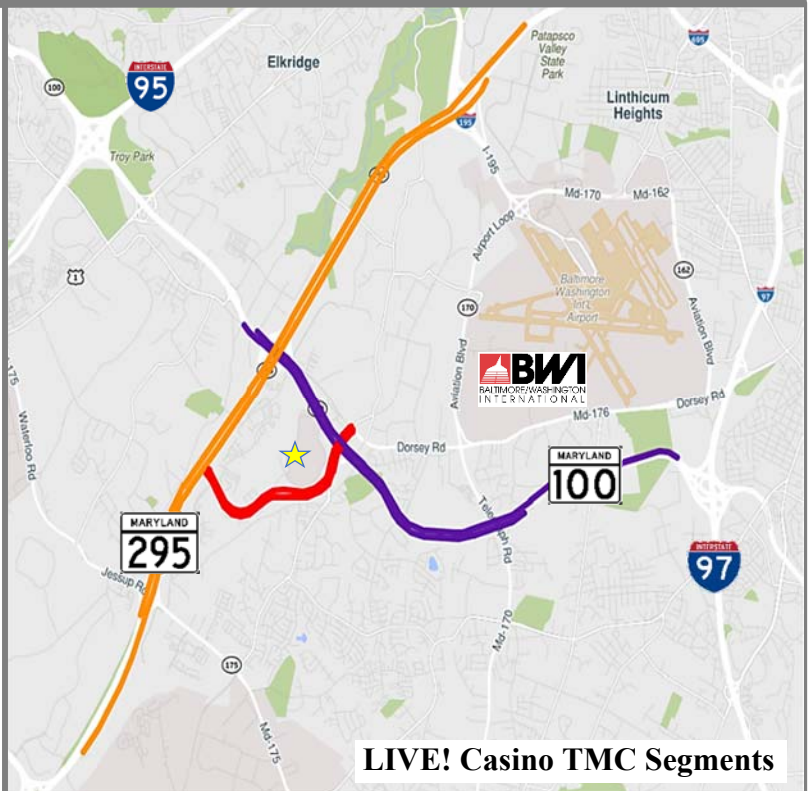 Patapsco
Valley
State
Park
695
Elkridge
INTERSTATE
95
100
Linthicum
Heights
195
Troy Park
I-195
Md-170
Md-162
Airport Loop
1
Baltimore
Washington
Int'L
Airport
162
170
97
Aviation Blvd
Aviation Blvd
BWI
BALTIMORE/WASHINGTON
INTERNATIONAL
175
Waterloo Rd
Dorsey Rd
Md-176
Dorsey Rd
MARYLAND
100
MARYLAND
295
Telegraph Rd
Jessup Rd
INTERSTATE
97
Md-170
175
Md-175
LIVE! Casino TMC Segments